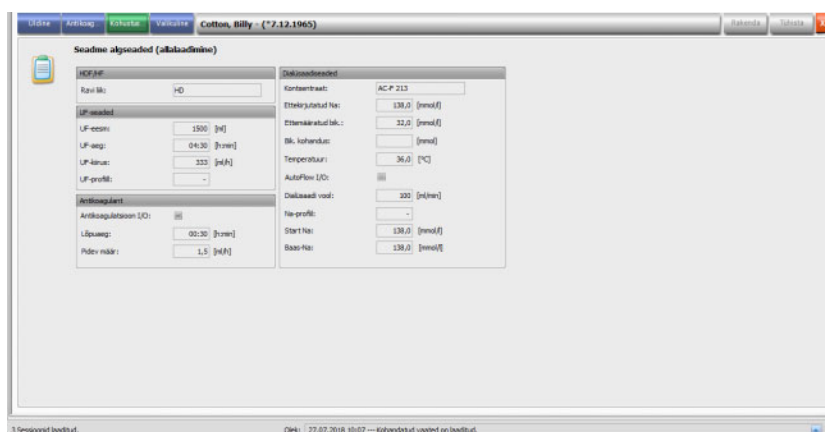 Üldine Antikoag Kohustus Valikuline Cotton, Billy - (*7.12.1965) Rakenda Tühista
Seadme algseaded (allalaadimine)
HDF/HF
Ravi liik: HD
UF-seaded
UF-eesm: 1500 [ml]
UF-aeg: 04:30 [h:min]
UF-kiirus: 333 [ml/h]
UF-profiil: -
Antikoagulant
Antikoagulatsioon I/O:
Lõpuaeg: 00:30 [h:min]
Pidev määr: 1,5 [ml/h]
Dialüsaadiseaded
Kontsentraat: AC-F 213
Ettekirjutatud Na: 138,0 [mmol/l]
Ettemääratud bik.: 32,0 [mmol/l]
Bik. kohandus: [mmol]
Temperatuur: 36,0 [°C]
AutoFlow I/O:
Dialüsaadi vool: 100 [ml/min]
Na-profiil: -
Start Na: 138,0 [mmol/l]
Baas-Na: 138,0 [mmol/l]
3 Sessioonid laaditud. Olek: 27.07.2018 10:07 --- Kohandatud vaated on laaditud.